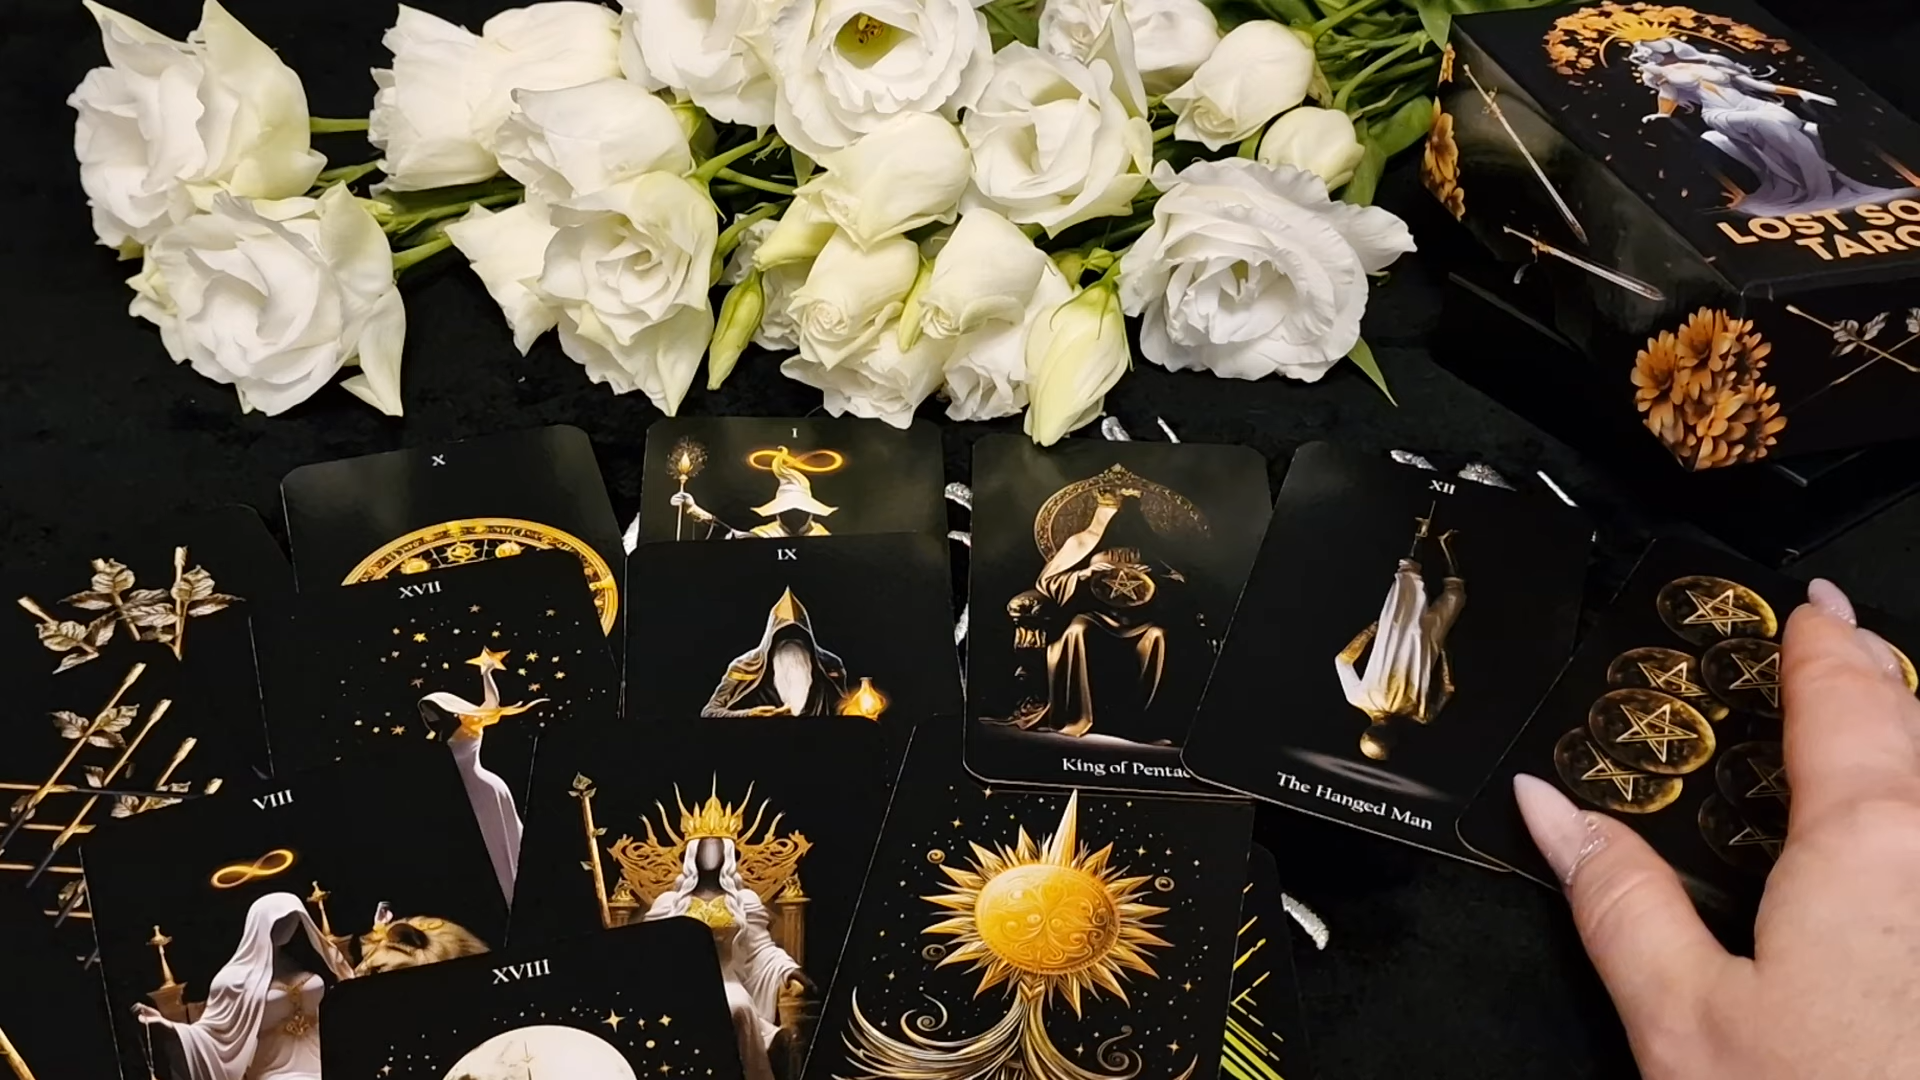 LOST SO
TARO
X
I
XII
IX
XVII
King of Pentac
The Hanged Man
VIII
XVIII